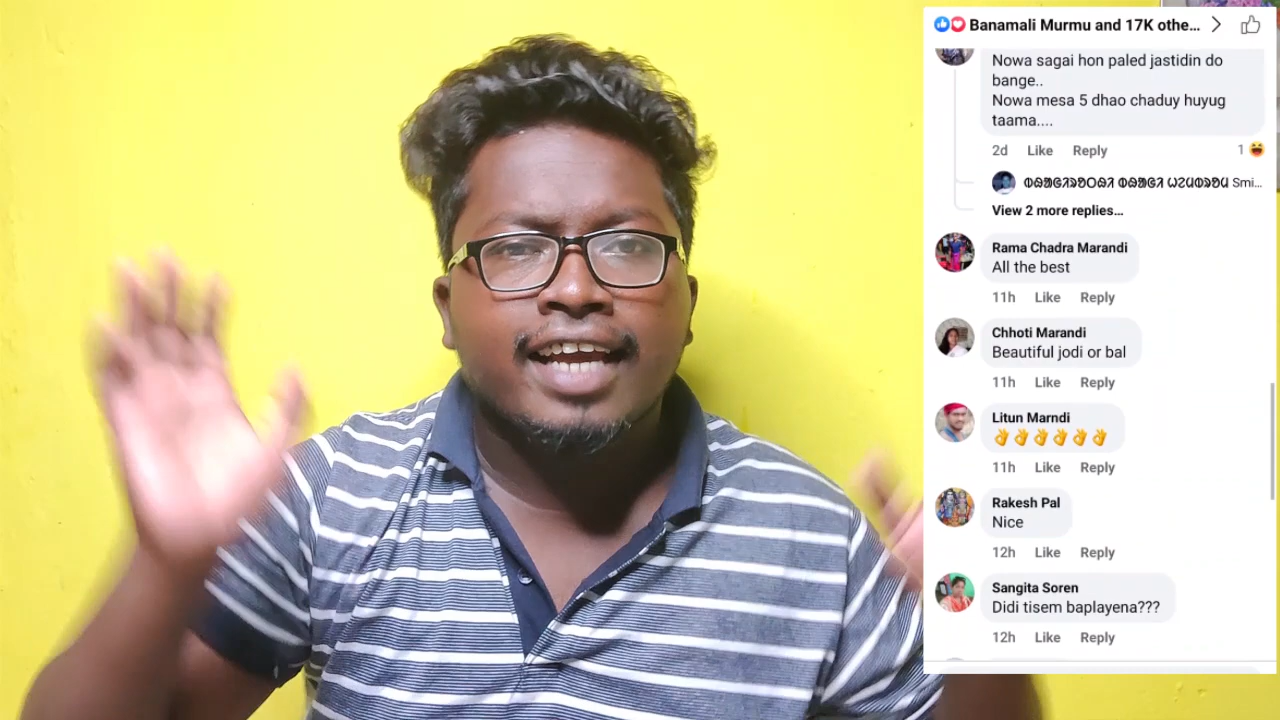 Banamali Murmu and 17K othe...
Nowa sagai hon paled jastidin do
bange..
Nowa mesa 5 dhao chaduy huyug
taama....
2d Like Reply 1
Smi...
View 2 more replies...
Rama Chadra Marandi
All the best
11h Like Reply
Chhoti Marandi
Beautiful jodi or bal
11h Like Reply
Litun Marndi
👌👌👌👌👌👌
11h Like Reply
Rakesh Pal
Nice
12h Like Reply
Sangita Soren
Didi tisem baplayena???
12h Like Reply